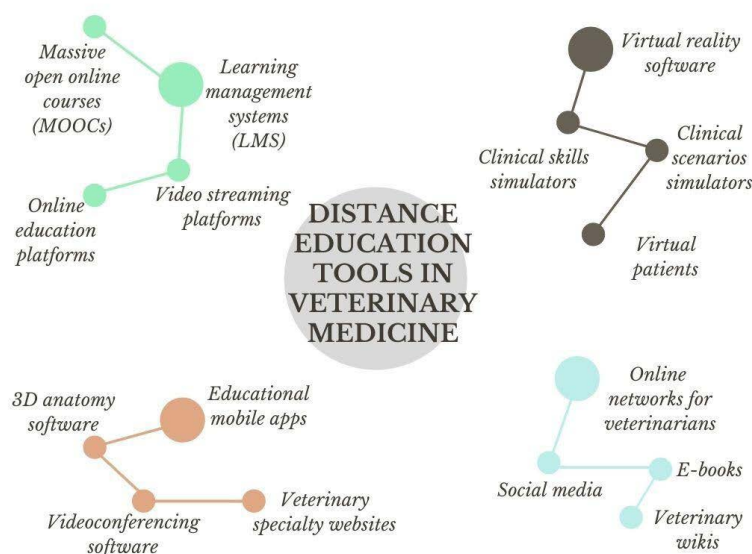 Massive
open online
courses
(MOOCs)
Learning
management
systems
(LMS)
Online
education
platforms
Video streaming
platforms
Virtual reality
software
Clinical skills
simulators
Clinical
scenarios
simulators
Virtual
patients
DISTANCE
EDUCATION
TOOLS IN
VETERINARY
MEDICINE
3D anatomy
software
Educational
mobile apps
Videoconferencing
software
Veterinary
specialty websites
Online
networks for
veterinarians
Social media
E-books
Veterinary
wikis